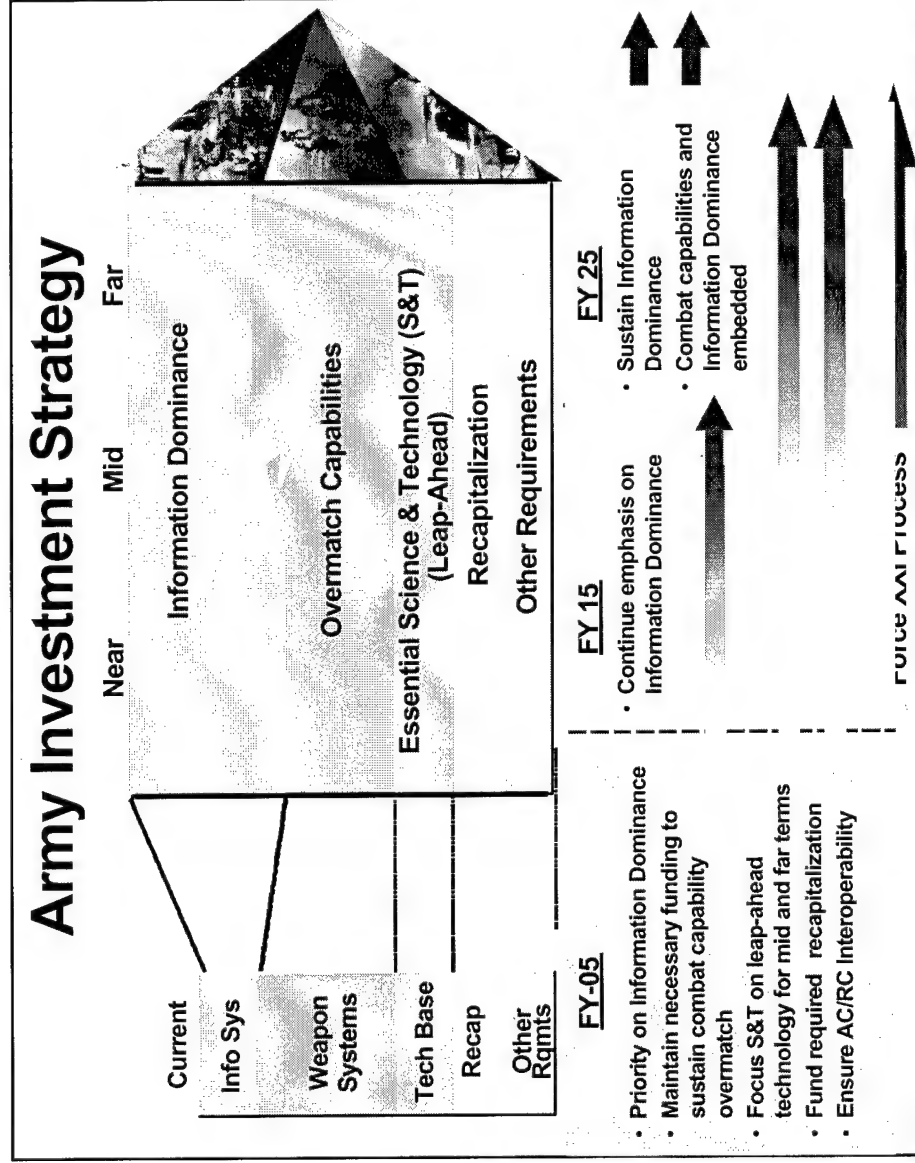 Army Investment Strategy
Near
Mid
Far
Current
Info Sys
Weapon
Systems
Tech Base
Recap
Other
Rqmts
Information Dominance
Overmatch Capabilities
Essential Science & Technology (S&T)
(Leap-Ahead)
Recapitalization
Other Requirements
FY-05
• Priority on Information Dominance
• Maintain necessary funding to
sustain combat capability
overmatch
• Focus S&T on leap-ahead
technology for mid and far terms
• Fund required recapitalization
• Ensure AC/RC Interoperability
FY 15
• Continue emphasis on
Information Dominance
FY 25
• Sustain Information
Dominance
• Combat capabilities and
Information Dominance
embedded
Force XXI Process